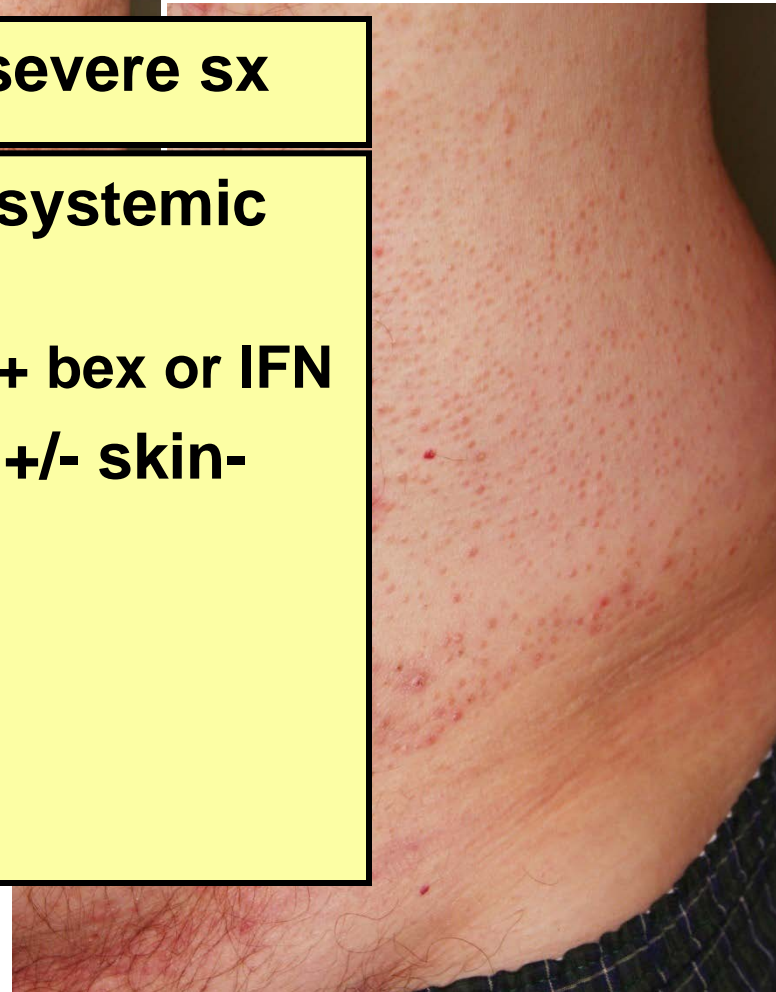 severe sx
systemic
+ bex or IFN
+/- skin-